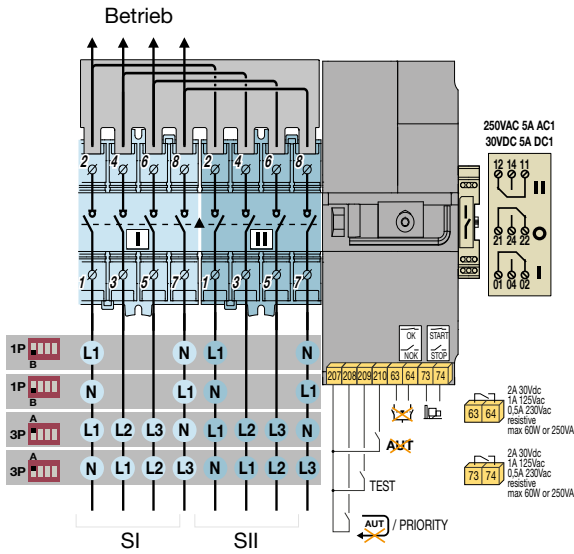 Betrieb
250VAC 5A AC1
30VDC 5A DC1
2 4 6 8 2 4 6 8
12 14 11
II
I II
21 24 22
O
1 3 5 7 1 3 5 7
01 04 02
I
OK START
NOK STOP
1P B L1 N L1 N
1P B N L1 N L1
207 208 209 210 63 64 73 74
3P A L1 L2 L3 N L1 L2 L3 N
3P A N L1 L2 L3 N L1 L2 L3
AUT
TEST
AUT / PRIORITY
63 64
2A 30Vdc
1A 125Vac
0,5A 230Vac
resistive
max 60W or 250VA
73 74
2A 30Vdc
1A 125Vac
0,5A 230Vac
resistive
max 60W or 250VA
SI SII